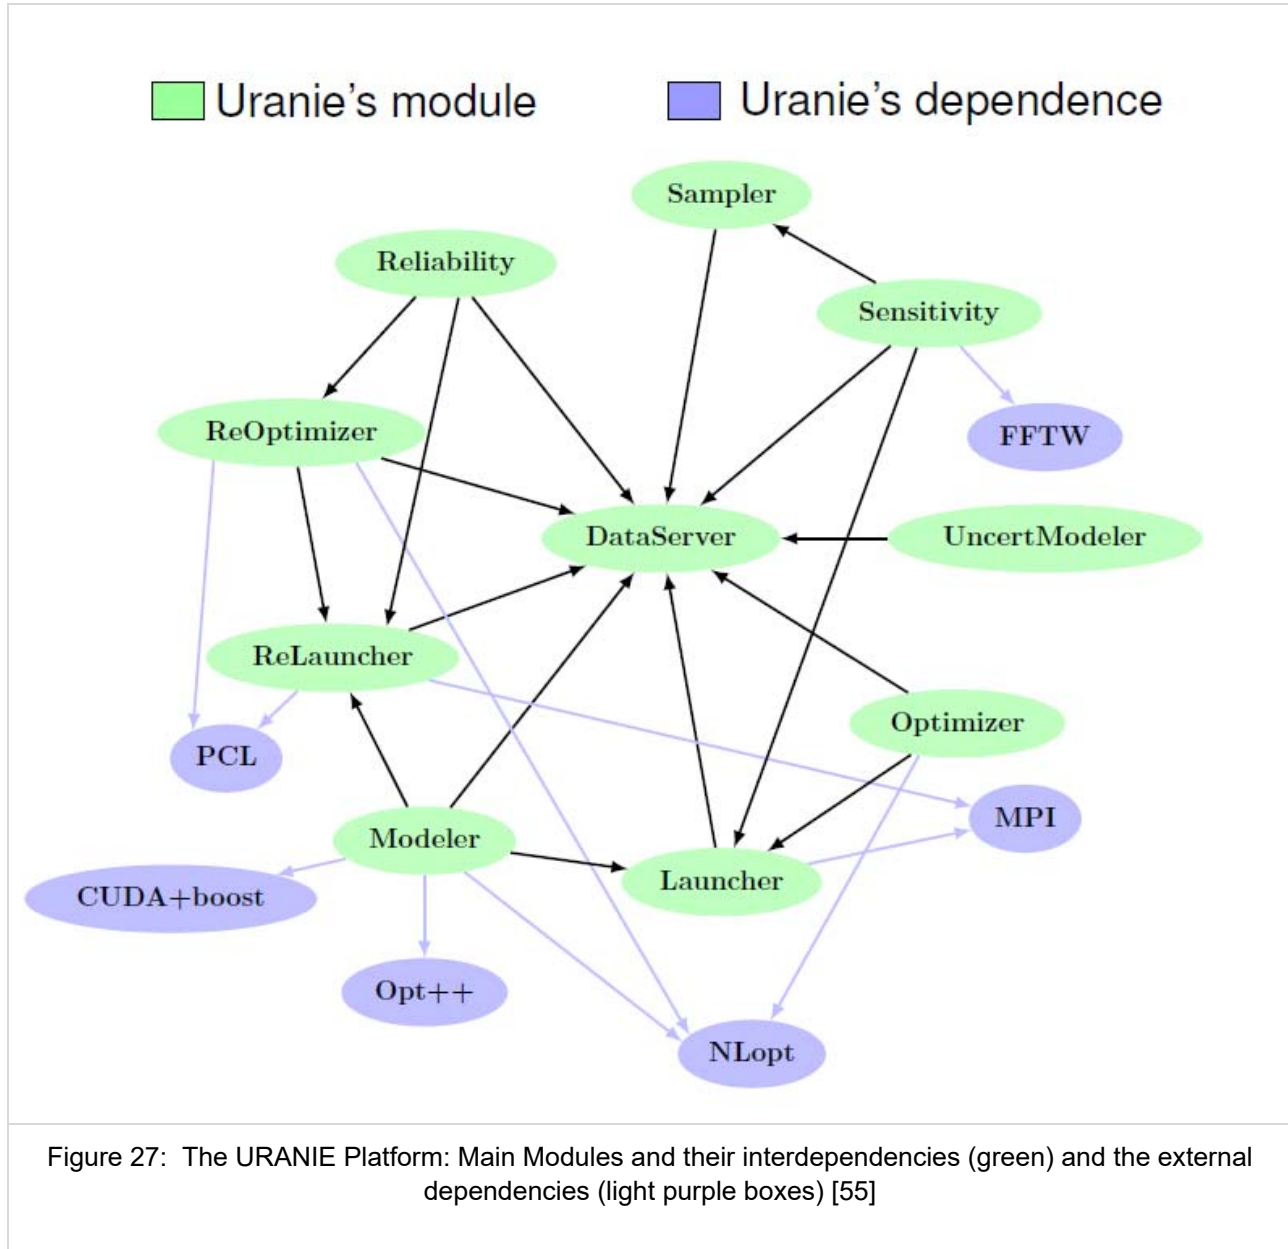 Uranie's module
Uranie's dependence
Sampler
Reliability
Sensitivity
ReOptimizer
FFTW
DataServer
UncertModeler
ReLauncher
Optimizer
PCL
MPI
Modeler
Launcher
CUDA+boost
Opt++
NLopt
Figure 27: The URANIE Platform: Main Modules and their interdependencies (green) and the external
dependencies (light purple boxes) [55]